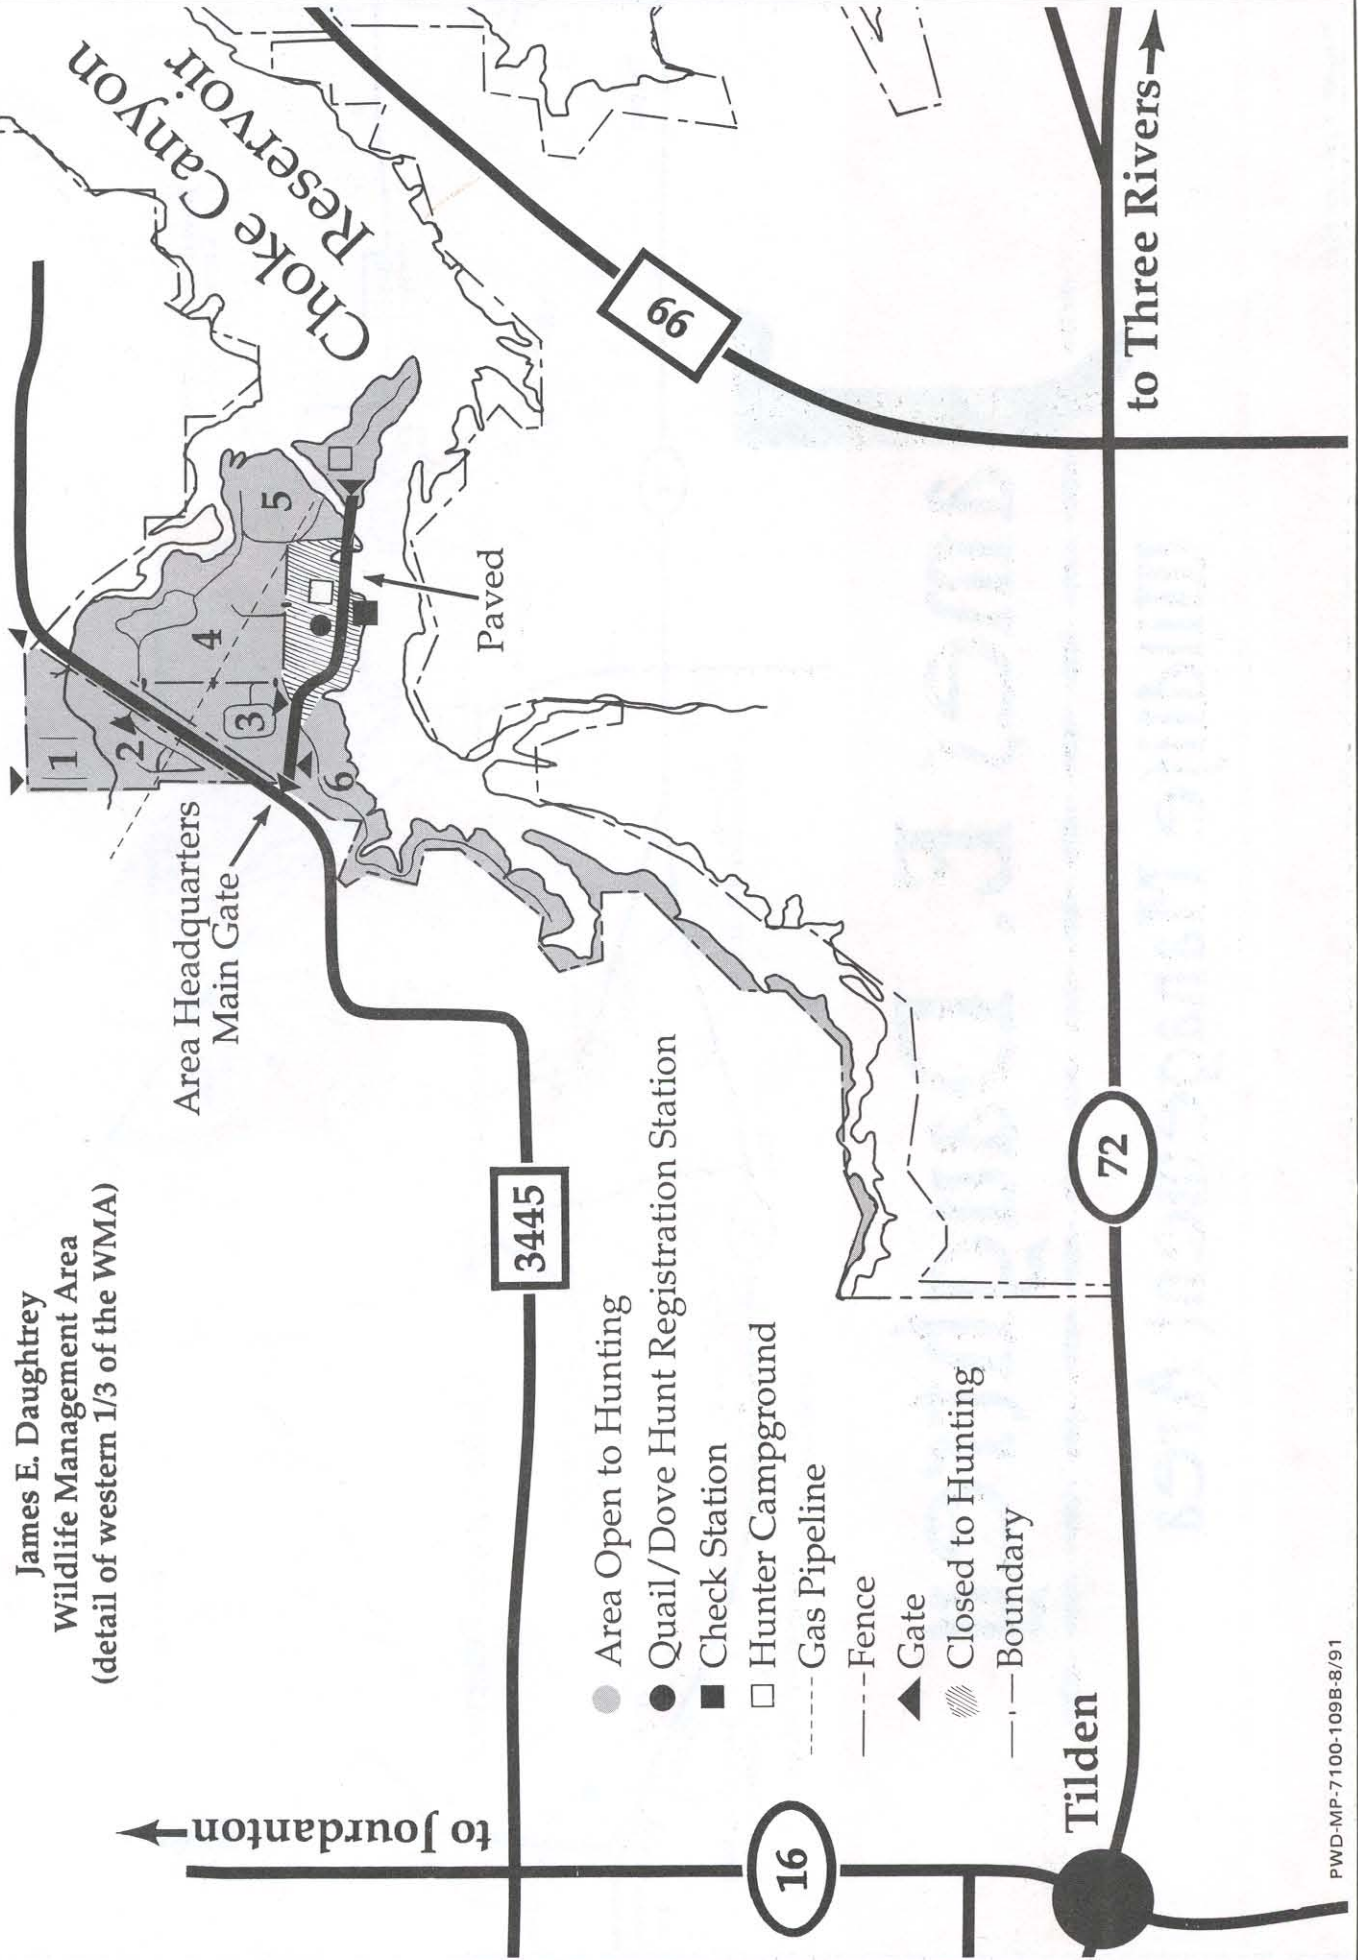 James E. Daughtrey
Wildlife Management Area
(detail of western 1/3 of the WMA)
to Jourdanton
16
Tilden
3445
72
66
to Three Rivers
Choke Canyon
Reservoir
Area Headquarters
Main Gate
Paved
1
2
3
4
5
6
Area Open to Hunting
Quail/Dove Hunt Registration Station
Check Station
Hunter Campground
Gas Pipeline
Fence
Gate
Closed to Hunting
Boundary
PWD-MP-7100-109B-8/91